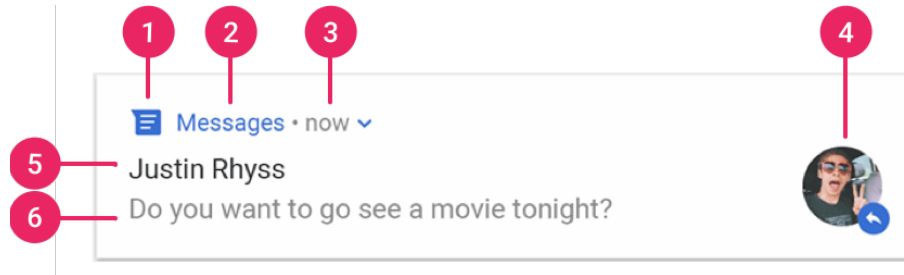 1 2 3 4
Messages • now
5 Justin Rhyss
6 Do you want to go see a movie tonight?